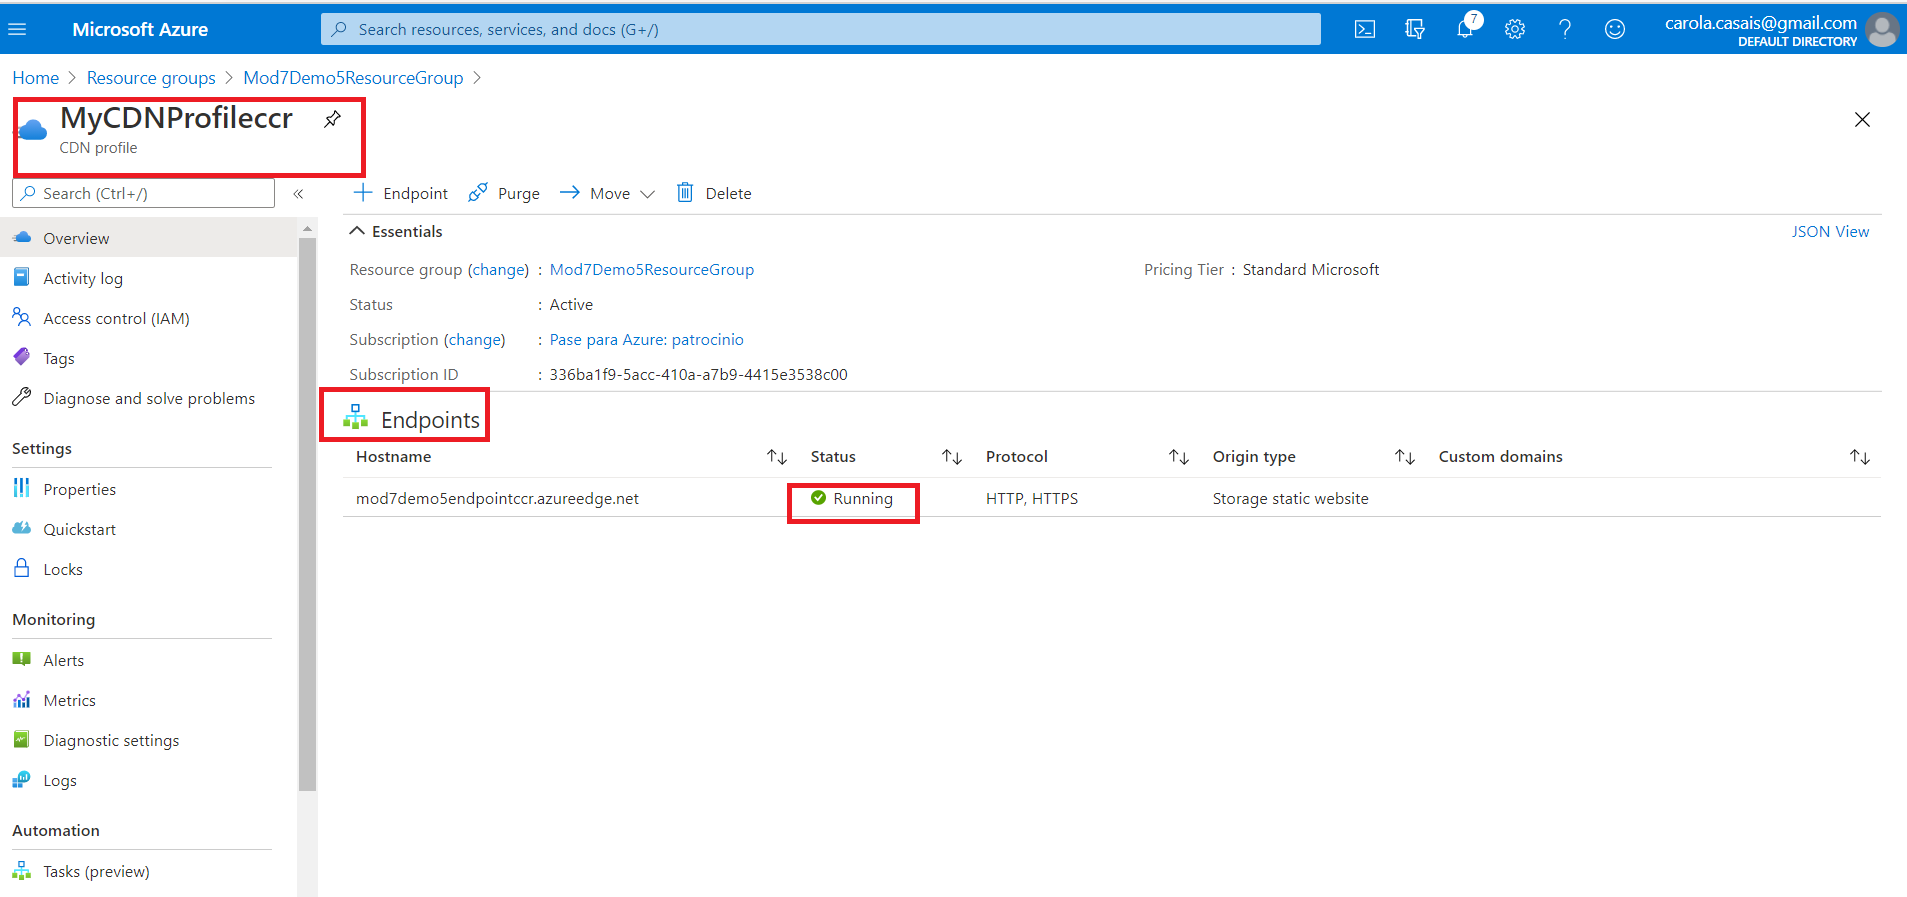 Microsoft Azure
Search resources, services, and docs (G+/)
7
carola.casais@gmail.com
DEFAULT DIRECTORY
Home > Resource groups > Mod7Demo5ResourceGroup >
MyCDNProfileccr
CDN profile
Search (Ctrl+/)
«
Endpoint
Purge
Move
Delete
Overview
Activity log
Access control (IAM)
Tags
Diagnose and solve problems
Settings
Properties
Quickstart
Locks
Monitoring
Alerts
Metrics
Diagnostic settings
Logs
Automation
Tasks (preview)
Essentials
JSON View
Resource group (change) : Mod7Demo5ResourceGroup
Pricing Tier : Standard Microsoft
Status : Active
Subscription (change) : Pase para Azure: patrocinio
Subscription ID : 336ba1f9-5acc-410a-a7b9-4415e3538c00
Endpoints
Hostname Status Protocol Origin type Custom domains
mod7demo5endpointccr.azureedge.net Running HTTP, HTTPS Storage static website